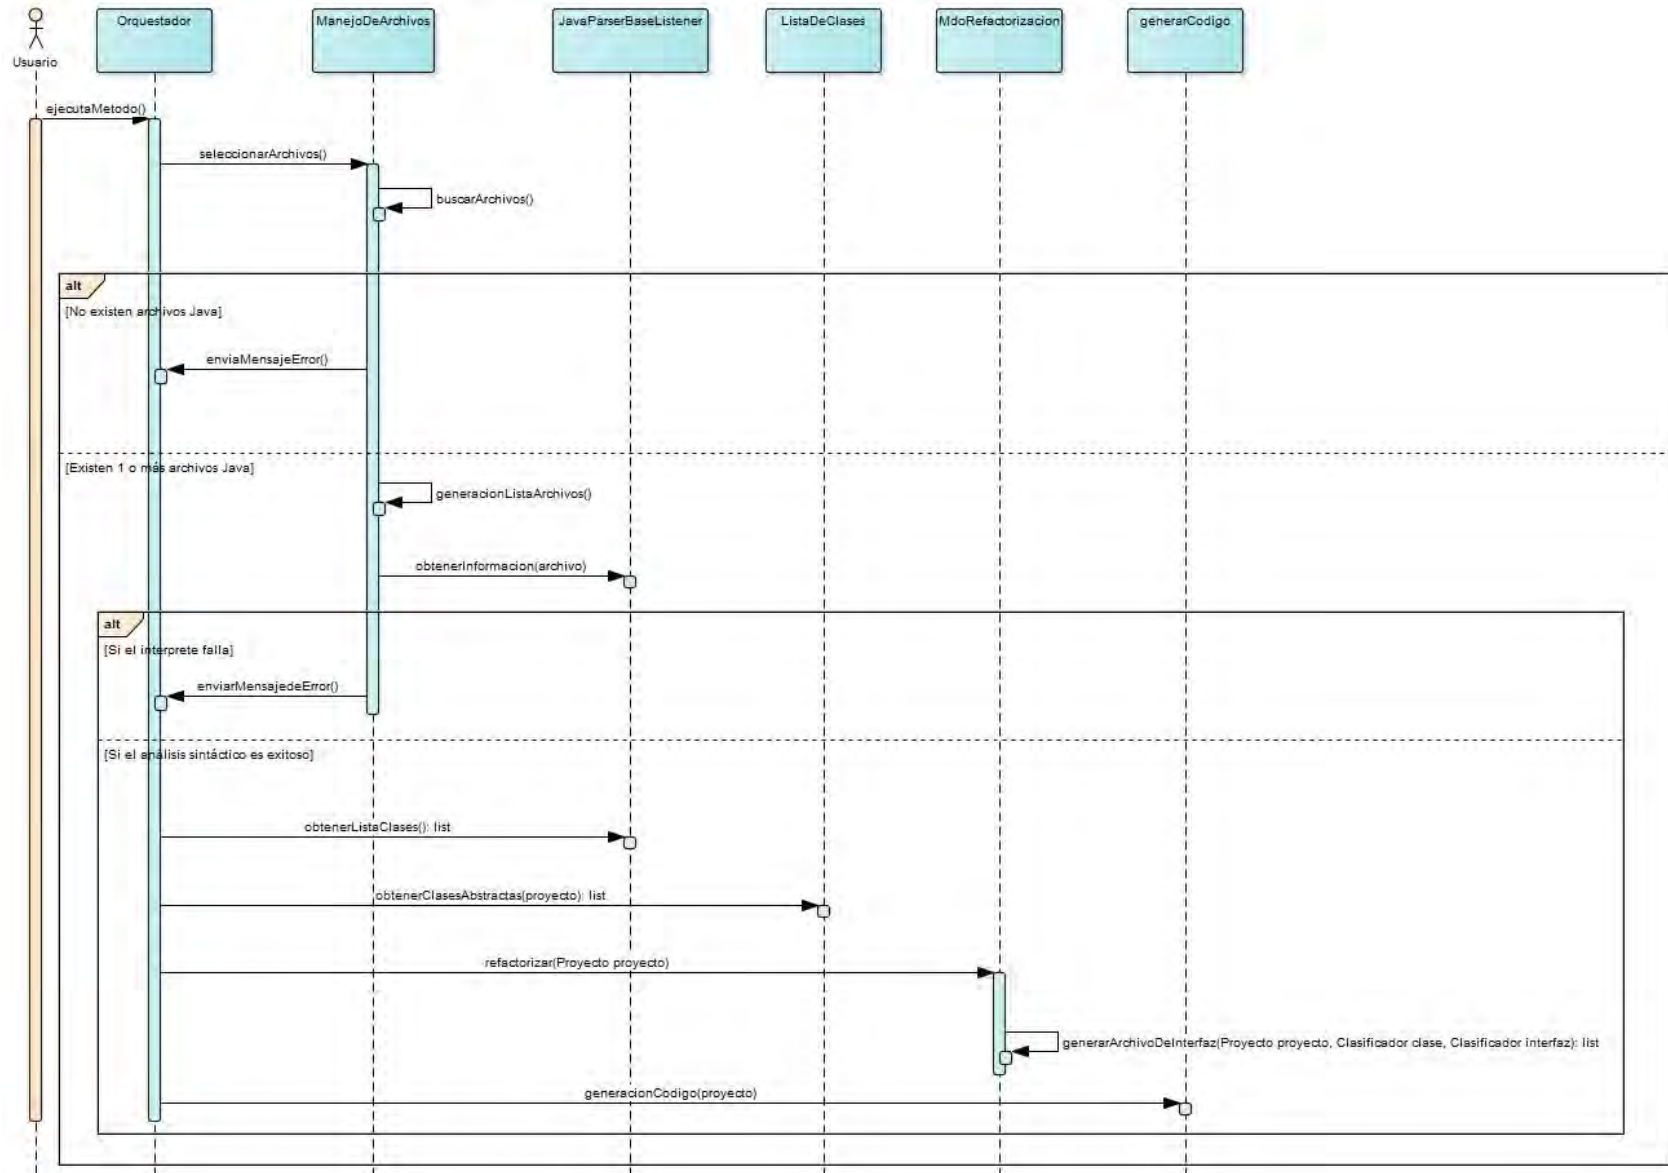 Orquestador
ManejoDeArchivos
JavaParserBaseListener
ListaDeClases
MdoRefactorizacion
generarCodigo
Usuario
ejecutaMetodo()
seleccionarArchivos()
buscarArchivos()
alt
[No existen archivos Java]
enviaMensajeError()
[Existen 1 o más archivos Java]
generacionListaArchivos()
obtenerInformacion(archivo)
alt
[Si el interprete falla]
enviarMensajedeError()
[Si el análisis sintáctico es exitoso]
obtenerListaClases(): list
obtenerClasesAbstractas(proyecto): list
refactorizar(Proyecto proyecto)
generarArchivoDeInterfaz(Proyecto proyecto, Clasificador clase, Clasificador interfaz): list
generacionCodigo(proyecto)